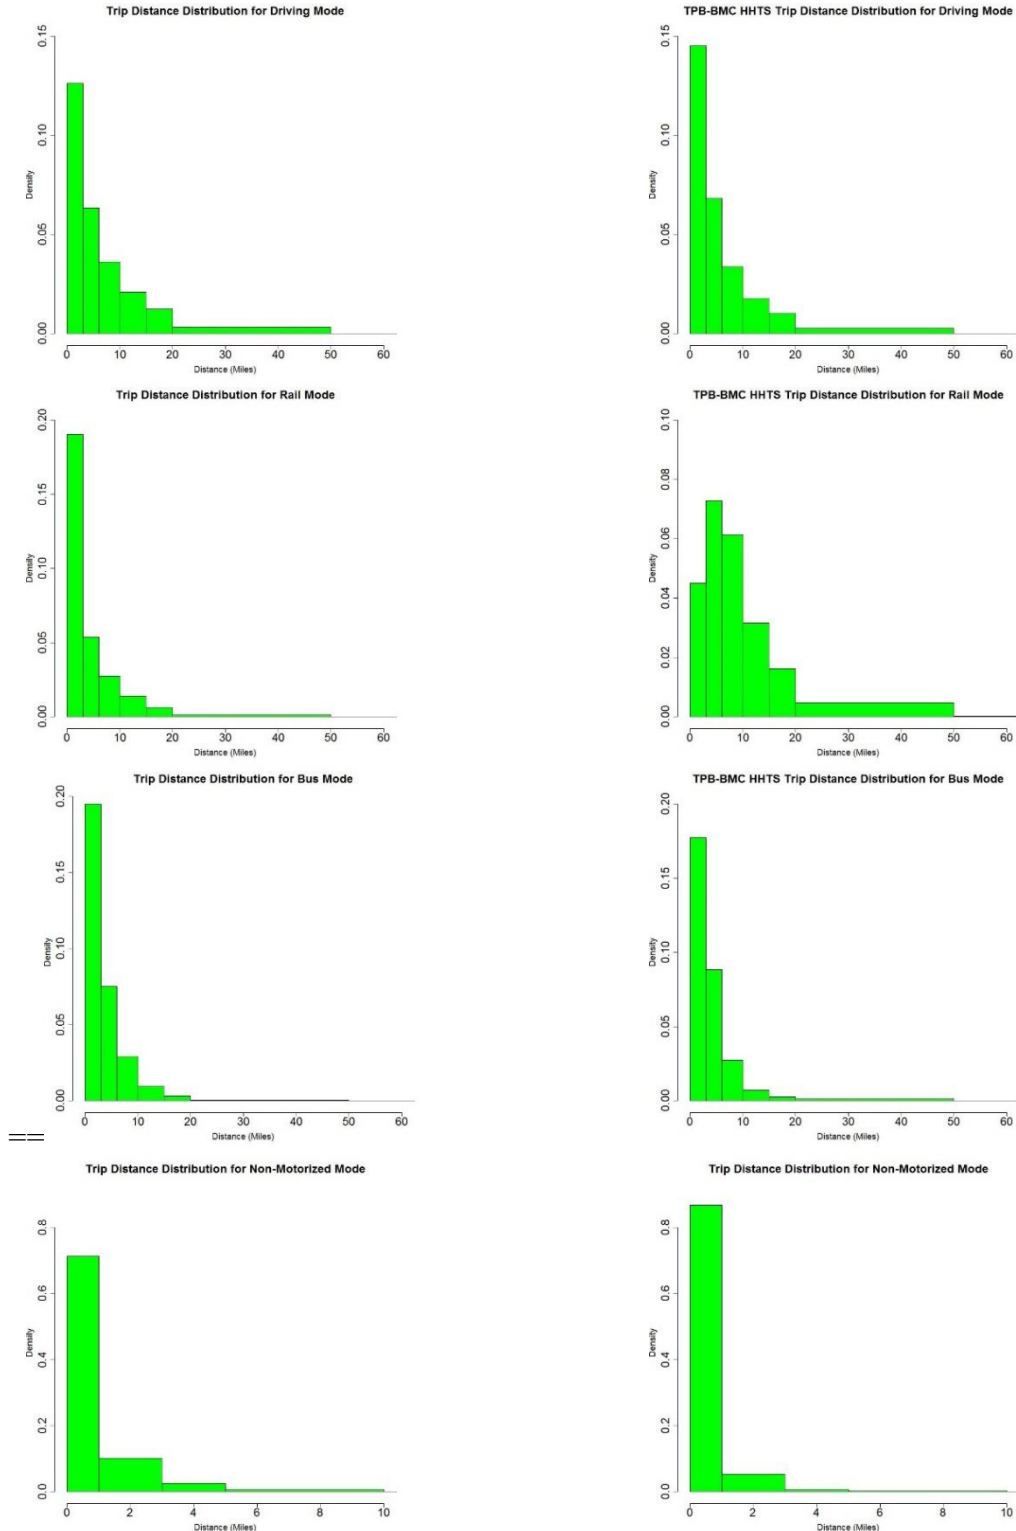 Trip Distance Distribution for Driving Mode
Density
0.00 0.05 0.10 0.15
0 10 20 30 40 50 60
Distance (Miles)
TPB-BMC HHTS Trip Distance Distribution for Driving Mode
Density
0.00 0.05 0.10 0.15
0 10 20 30 40 50 60
Distance (Miles)
Trip Distance Distribution for Rail Mode
Density
0.00 0.05 0.10 0.15 0.20
0 10 20 30 40 50 60
Distance (Miles)
TPB-BMC HHTS Trip Distance Distribution for Rail Mode
Density
0.00 0.02 0.04 0.06 0.08 0.10
0 10 20 30 40 50 60
Distance (Miles)
Trip Distance Distribution for Bus Mode
Density
0.00 0.05 0.10 0.15 0.20
0 10 20 30 40 50 60
Distance (Miles)
TPB-BMC HHTS Trip Distance Distribution for Bus Mode
Density
0.00 0.05 0.10 0.15 0.20
0 10 20 30 40 50 60
Distance (Miles)
==
Trip Distance Distribution for Non-Motorized Mode
Density
0.0 0.2 0.4 0.6 0.8
0 2 4 6 8 10
Distance (Miles)
Trip Distance Distribution for Non-Motorized Mode
Density
0.0 0.2 0.4 0.6 0.8
0 2 4 6 8 10
Distance (Miles)